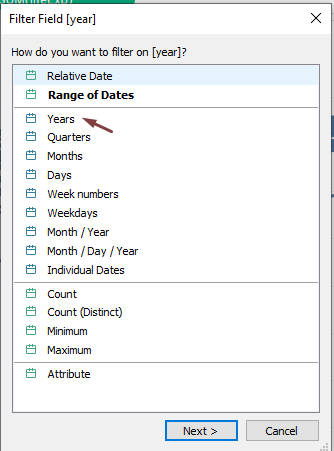 Filter Field [year]
How do you want to filter on [year]?
Relative Date
Range of Dates
Years
Quarters
Months
Days
Week numbers
Weekdays
Month / Year
Month / Day / Year
Individual Dates
Count
Count (Distinct)
Minimum
Maximum
Attribute
Next >
Cancel